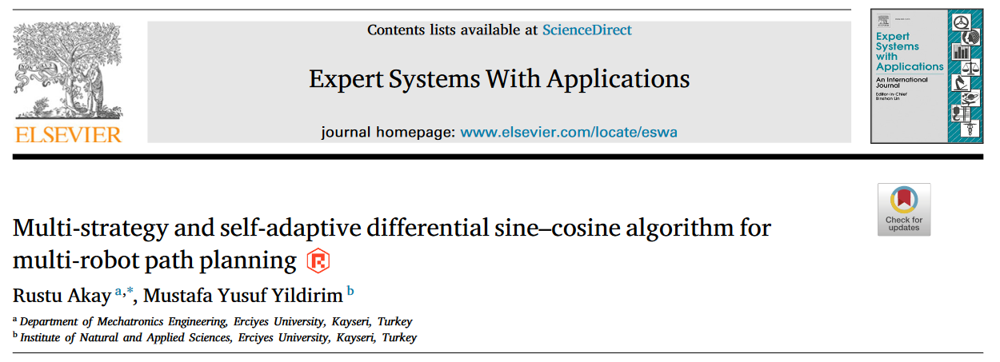 Contents lists available at ScienceDirect
Expert Systems With Applications
journal homepage: www.elsevier.com/locate/eswa
ELSEVIER
Expert
Systems
with
Applications
An International
Journal
Editor-in-Chief
Binshan Lin
Check for
updates
Multi-strategy and self-adaptive differential sine–cosine algorithm for
multi-robot path planning
Rustu Akay a,*, Mustafa Yusuf Yildirim b
a Department of Mechatronics Engineering, Erciyes University, Kayseri, Turkey
b Institute of Natural and Applied Sciences, Erciyes University, Kayseri, Turkey